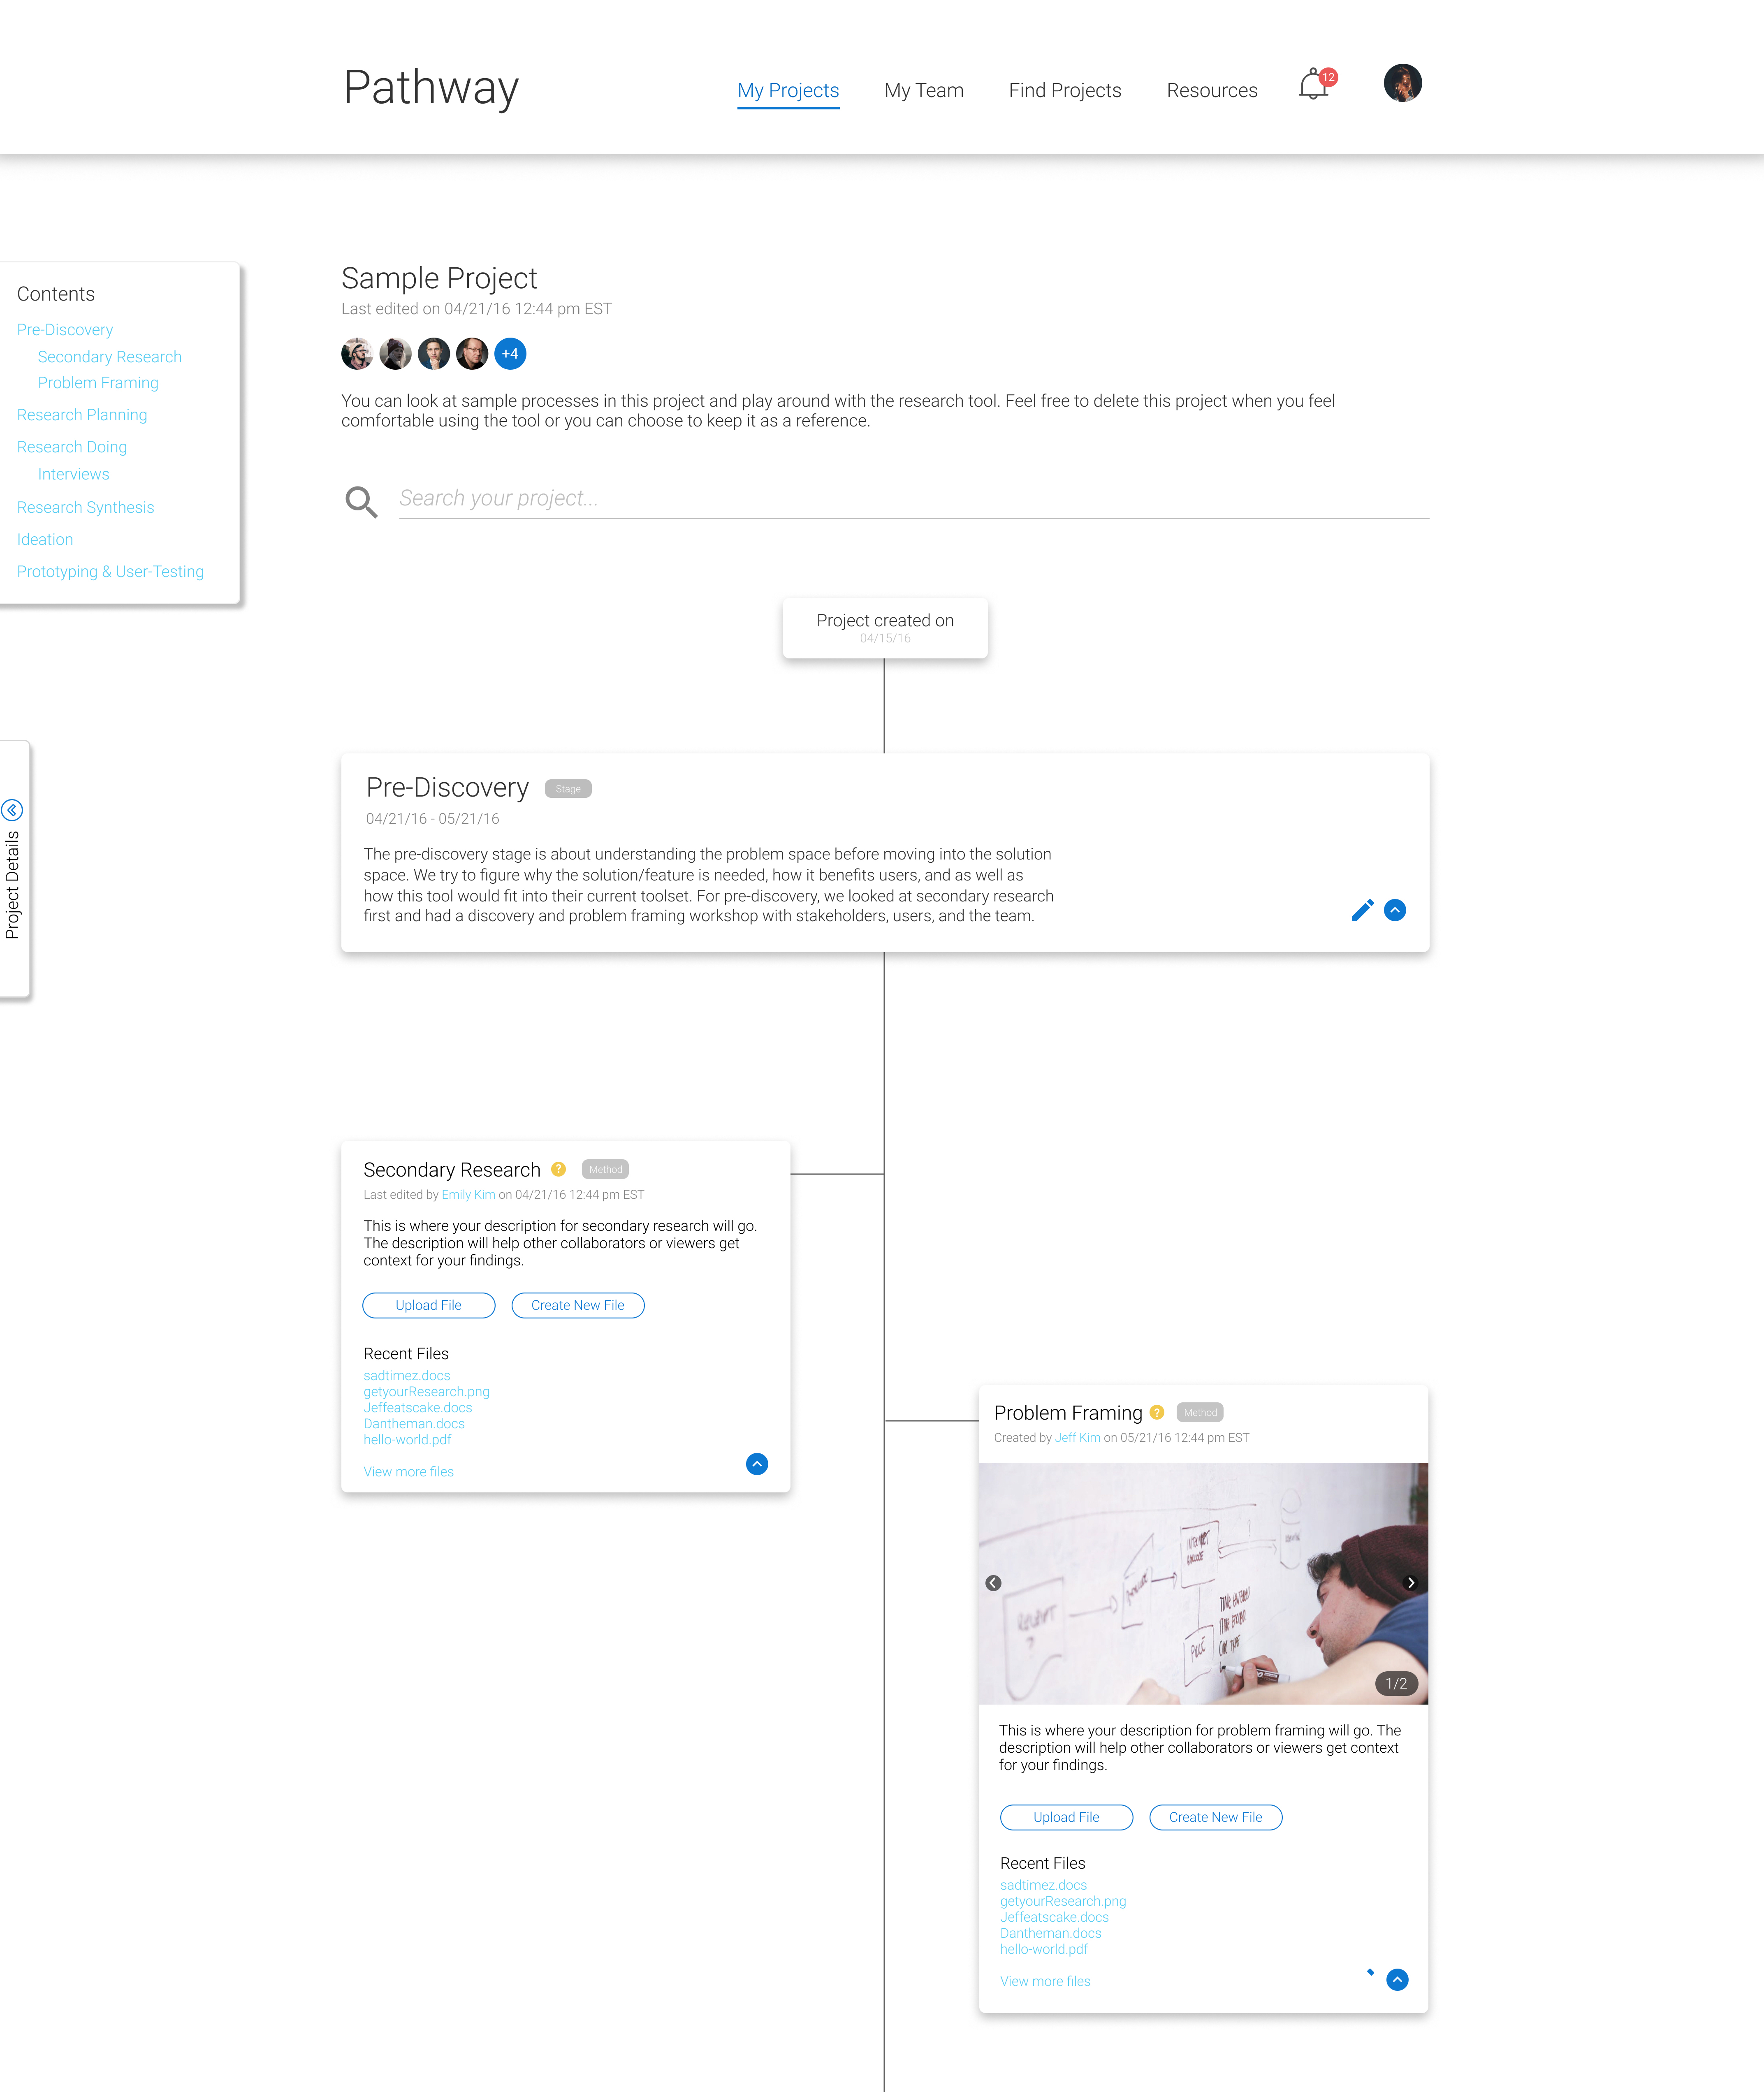 Pathway
My Projects
My Team
Find Projects
Resources
12
Contents
Pre-Discovery
Secondary Research
Problem Framing
Research Planning
Research Doing
Interviews
Research Synthesis
Ideation
Prototyping & User-Testing
Project Details
Sample Project
Last edited on 04/21/16 12:44 pm EST
+4
You can look at sample processes in this project and play around with the research tool. Feel free to delete this project when you feel
comfortable using the tool or you can choose to keep it as a reference.
Search your project...
Project created on
04/15/16
Pre-Discovery
Stage
04/21/16 - 05/21/16
The pre-discovery stage is about understanding the problem space before moving into the solution
space. We try to figure why the solution/feature is needed, how it benefits users, and as well as
how this tool would fit into their current toolset. For pre-discovery, we looked at secondary research
first and had a discovery and problem framing workshop with stakeholders, users, and the team.
Secondary Research
?
Method
Last edited by Emily Kim on 04/21/16 12:44 pm EST
This is where your description for secondary research will go.
The description will help other collaborators or viewers get
context for your findings.
Upload File
Create New File
Recent Files
sadtimez.docs
getyourResearch.png
Jeffeatscake.docs
Dantheman.docs
hello-world.pdf
View more files
Problem Framing
?
Method
Created by Jeff Kim on 05/21/16 12:44 pm EST
1/2
This is where your description for problem framing will go. The
description will help other collaborators or viewers get context
for your findings.
Upload File
Create New File
Recent Files
sadtimez.docs
getyourResearch.png
Jeffeatscake.docs
Dantheman.docs
hello-world.pdf
View more files